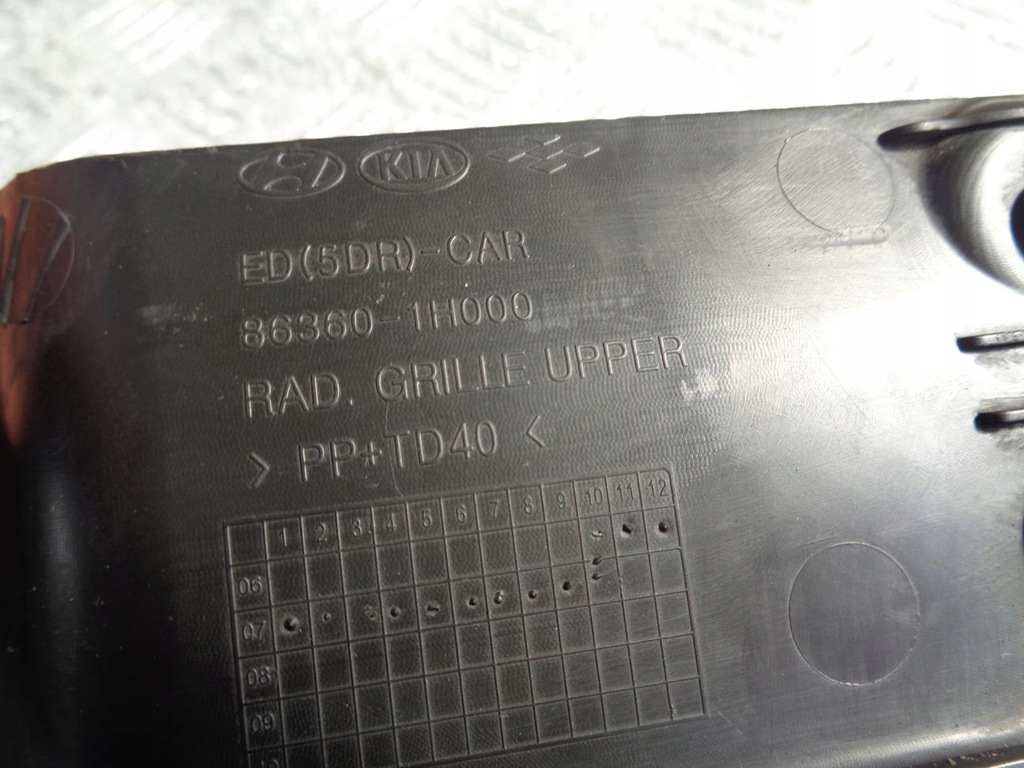 KIA
ED(5DR)-CAR
86360-1H000
RAD. GRILLE UPPER
> PP+TD40 <
1 2 3 4 5 6 7 8 9 10 11 12
06
07
08
09